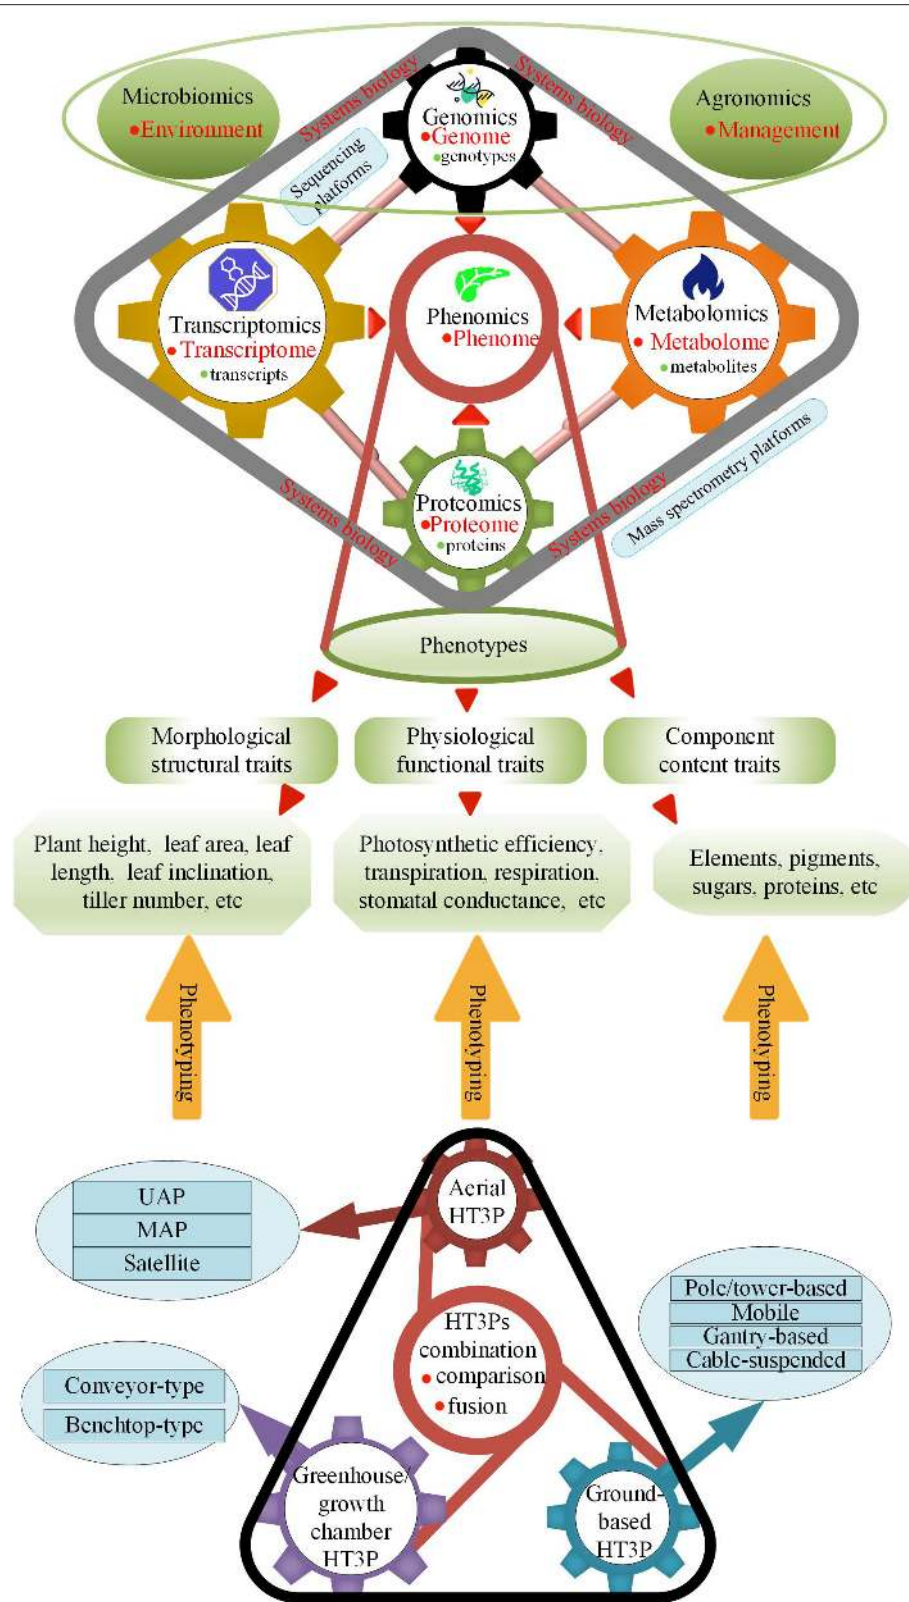 Microbiomics
•Environment
Systems biology
Systems biology
Agronomics
•Management
Genomics
•Genome
•genotypes
Sequencing
platforms
Transcriptomics
•Transcriptome
•transcripts
Phenomics
•Phenome
Metabolomics
•Metabolome
•metabolites
Proteomics
•Proteome
•proteins
Systems biology
Systems biology
Mass spectrometry platforms
Phenotypes
Morphological
structural traits
Physiological
functional traits
Component
content traits
Plant height, leaf area, leaf
length, leaf inclination,
tiller number, etc
Photosynthetic efficiency,
transpiration, respiration,
stomatal conductance, etc
Elements, pigments,
sugars, proteins, etc
Phenotyping
Phenotyping
Phenotyping
Aerial
HT3P
UAP
MAP
Satellite
Pole/tower-based
Mobile
Gantry-based
Cable-suspended
HT3Ps
combination
•comparison
•fusion
Conveyor-type
Benchtop-type
Greenhouse/
growth
chamber
HT3P
Ground-
based
HT3P